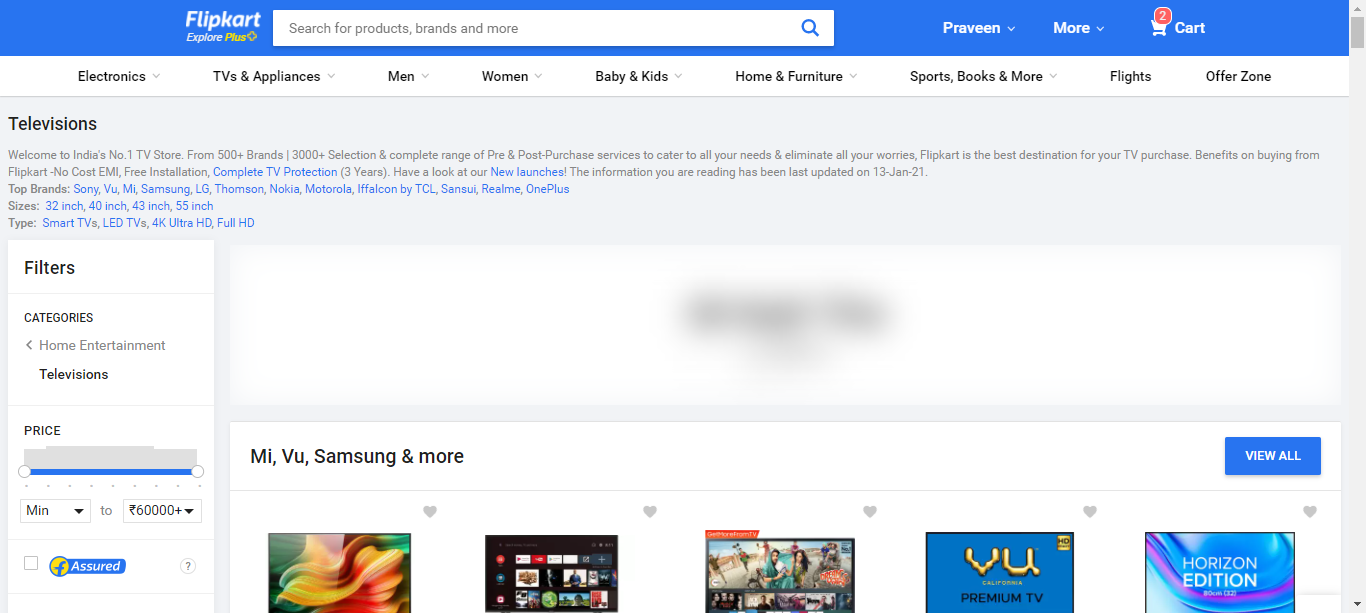 Flipkart
Explore Plus
Search for products, brands and more
Praveen
More
2
Cart
Electronics
TVs & Appliances
Men
Women
Baby & Kids
Home & Furniture
Sports, Books & More
Flights
Offer Zone
Televisions
Welcome to India's No.1 TV Store. From 500+ Brands | 3000+ Selection & complete range of Pre & Post-Purchase services to cater to all your needs & eliminate all your worries, Flipkart is the best destination for your TV purchase. Benefits on buying from
Flipkart -No Cost EMI, Free Installation, Complete TV Protection (3 Years). Have a look at our New launches! The information you are reading has been last updated on 13-Jan-21.
Top Brands: Sony, Vu, Mi, Samsung, LG, Thomson, Nokia, Motorola, Iffalcon by TCL, Sansui, Realme, OnePlus
Sizes: 32 inch, 40 inch, 43 inch, 55 inch
Type: Smart TVs, LED TVs, 4K Ultra HD, Full HD
Filters
CATEGORIES
Home Entertainment
Televisions
PRICE
Min
to
₹60000+
Assured
?
Mi, Vu, Samsung & more
VIEW ALL
GetMoreFromTV
VU
CALIFORNIA
PREMIUM TV
HD
HORIZON
EDITION
80cm (32)